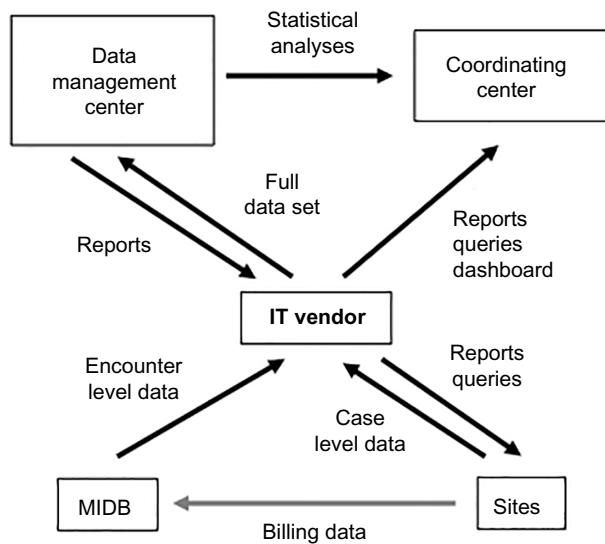 Statistical
analyses
Data
management
center
Coordinating
center
Full
data set
Reports
Reports
queries
dashboard
IT vendor
Encounter
level data
Reports
queries
Case
level data
MIDB
Sites
Billing data